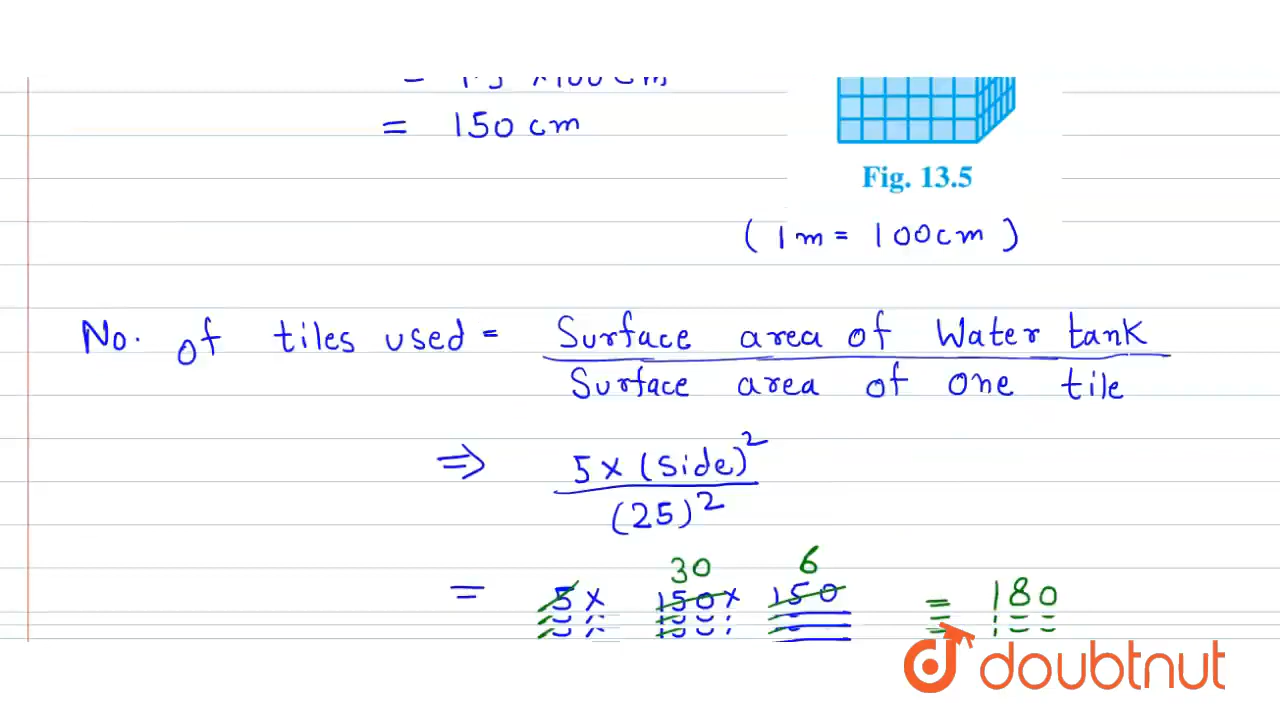 = 150 cm
Fig. 13.5
( 1 m = 100 cm )
No. of tiles used = Surface area of Water tank
Surface area of one tile
⇒ 5 × (Side)²
(25)²
30 6
= 5 × 150 × 150 = 180
doubtnut